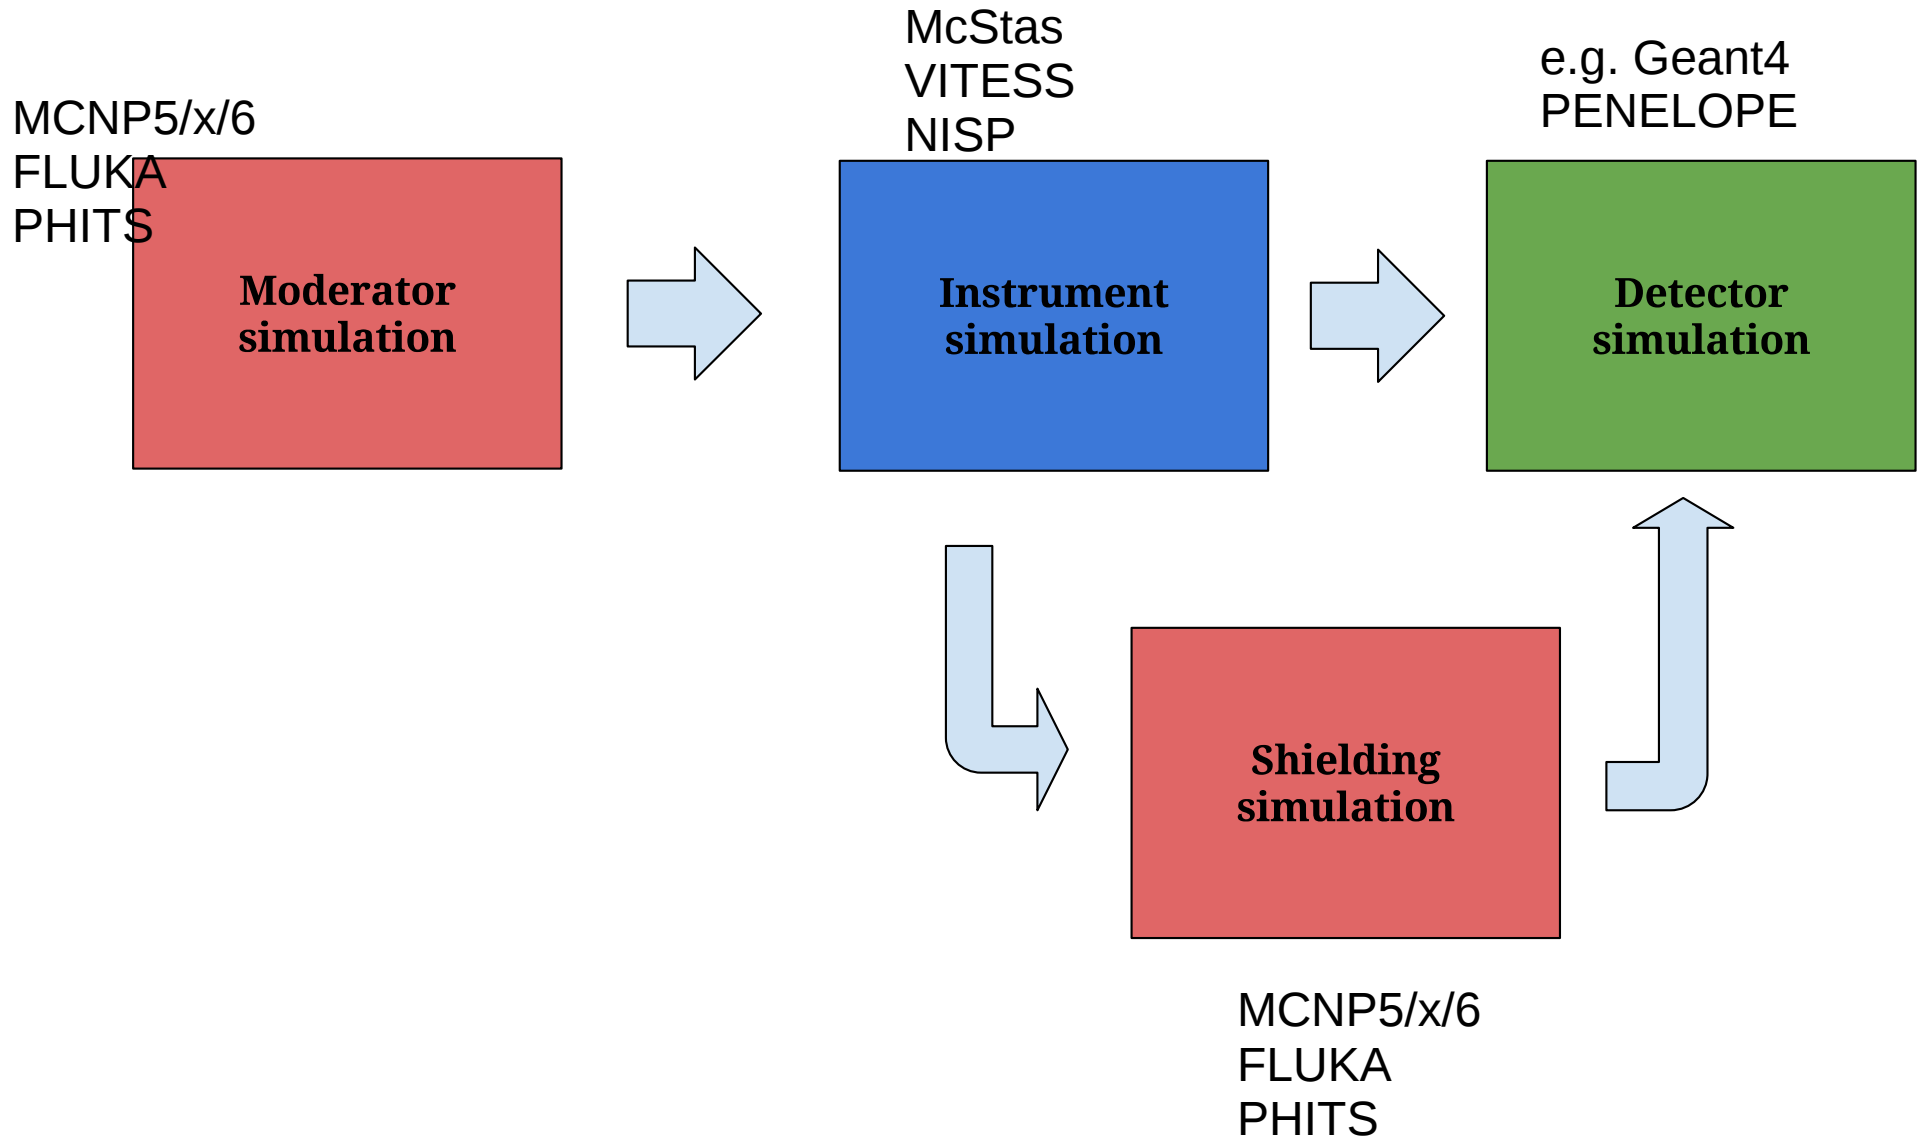 MCNP5/x/6
FLUKA
PHITS
Moderator
simulation
McStas
VITESS
NISP
Instrument
simulation
e.g. Geant4
PENELOPE
Detector
simulation
Shielding
simulation
MCNP5/x/6
FLUKA
PHITS